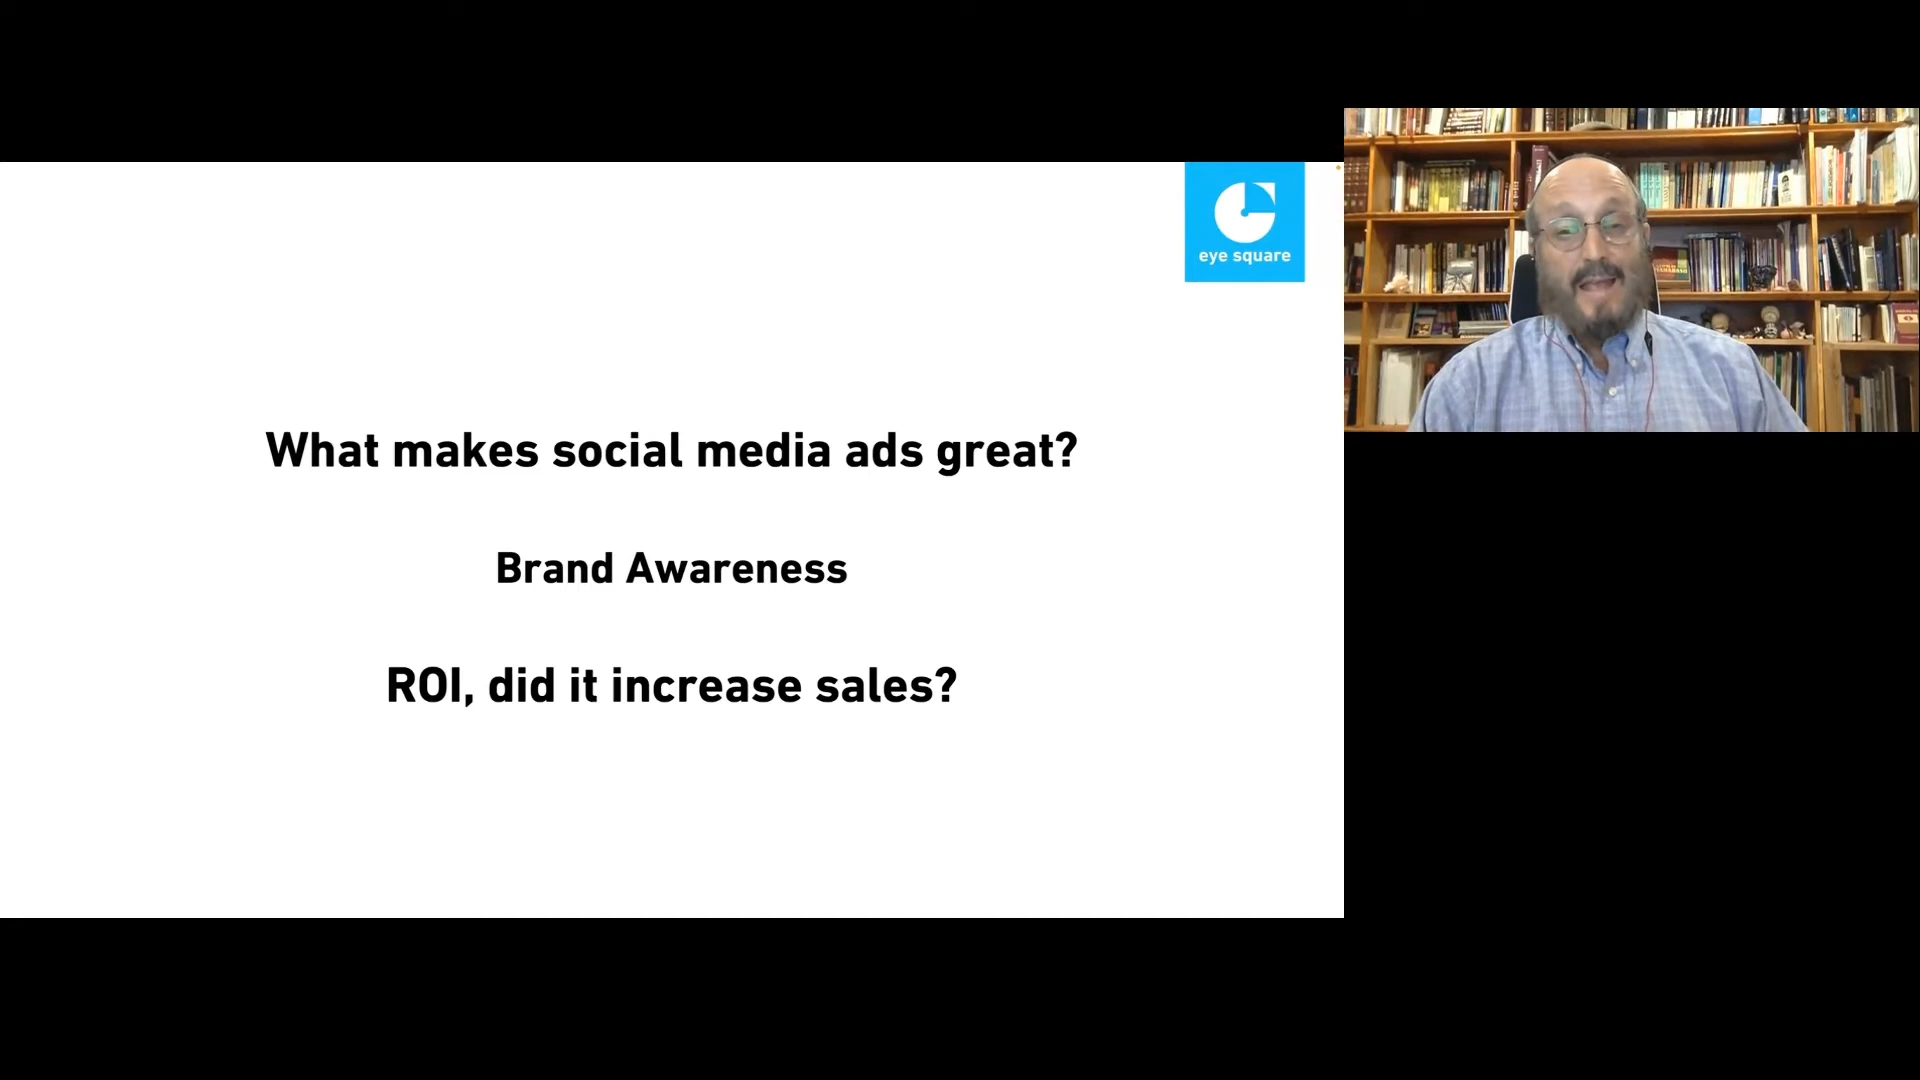 eye square
What makes social media ads great?
Brand Awareness
ROI, did it increase sales?